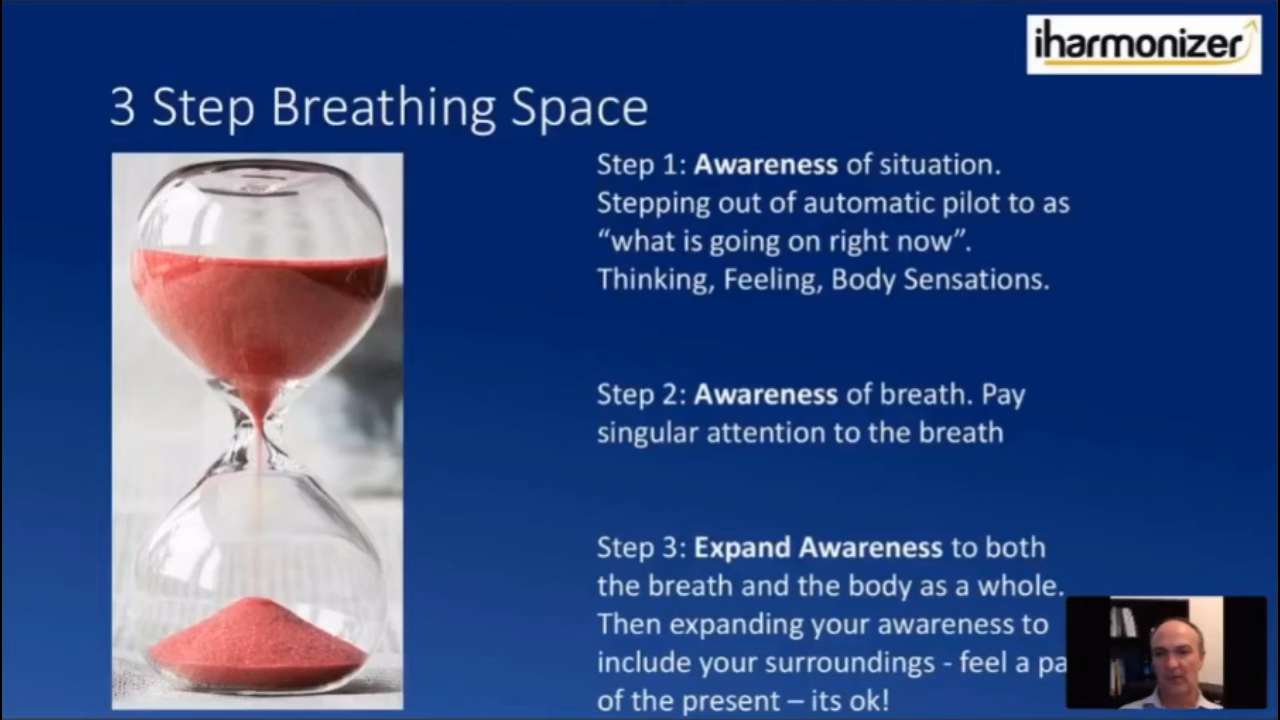 iharmonizer
3 Step Breathing Space
Step 1: Awareness of situation.
Stepping out of automatic pilot to as
“what is going on right now”.
Thinking, Feeling, Body Sensations.
Step 2: Awareness of breath. Pay
singular attention to the breath
Step 3: Expand Awareness to both
the breath and the body as a whole.
Then expanding your awareness to
include your surroundings - feel a
of the present – its ok!